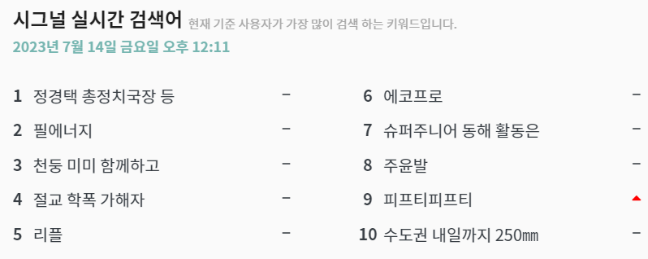 시그널 실시간 검색어 현재 기준 사용자가 가장 많이 검색 하는 키워드입니다.
2023년 7월 14일 금요일 오후 12:11
1 정경택 총정치국장 등 –
2 필에너지 –
3 천둥 미미 함께하고 –
4 절교 학폭 가해자 –
5 리플 –
6 에코프로 –
7 슈퍼주니어 동해 활동은 –
8 주윤발 –
9 피프티피프티
10 수도권 내일까지 250㎜ –